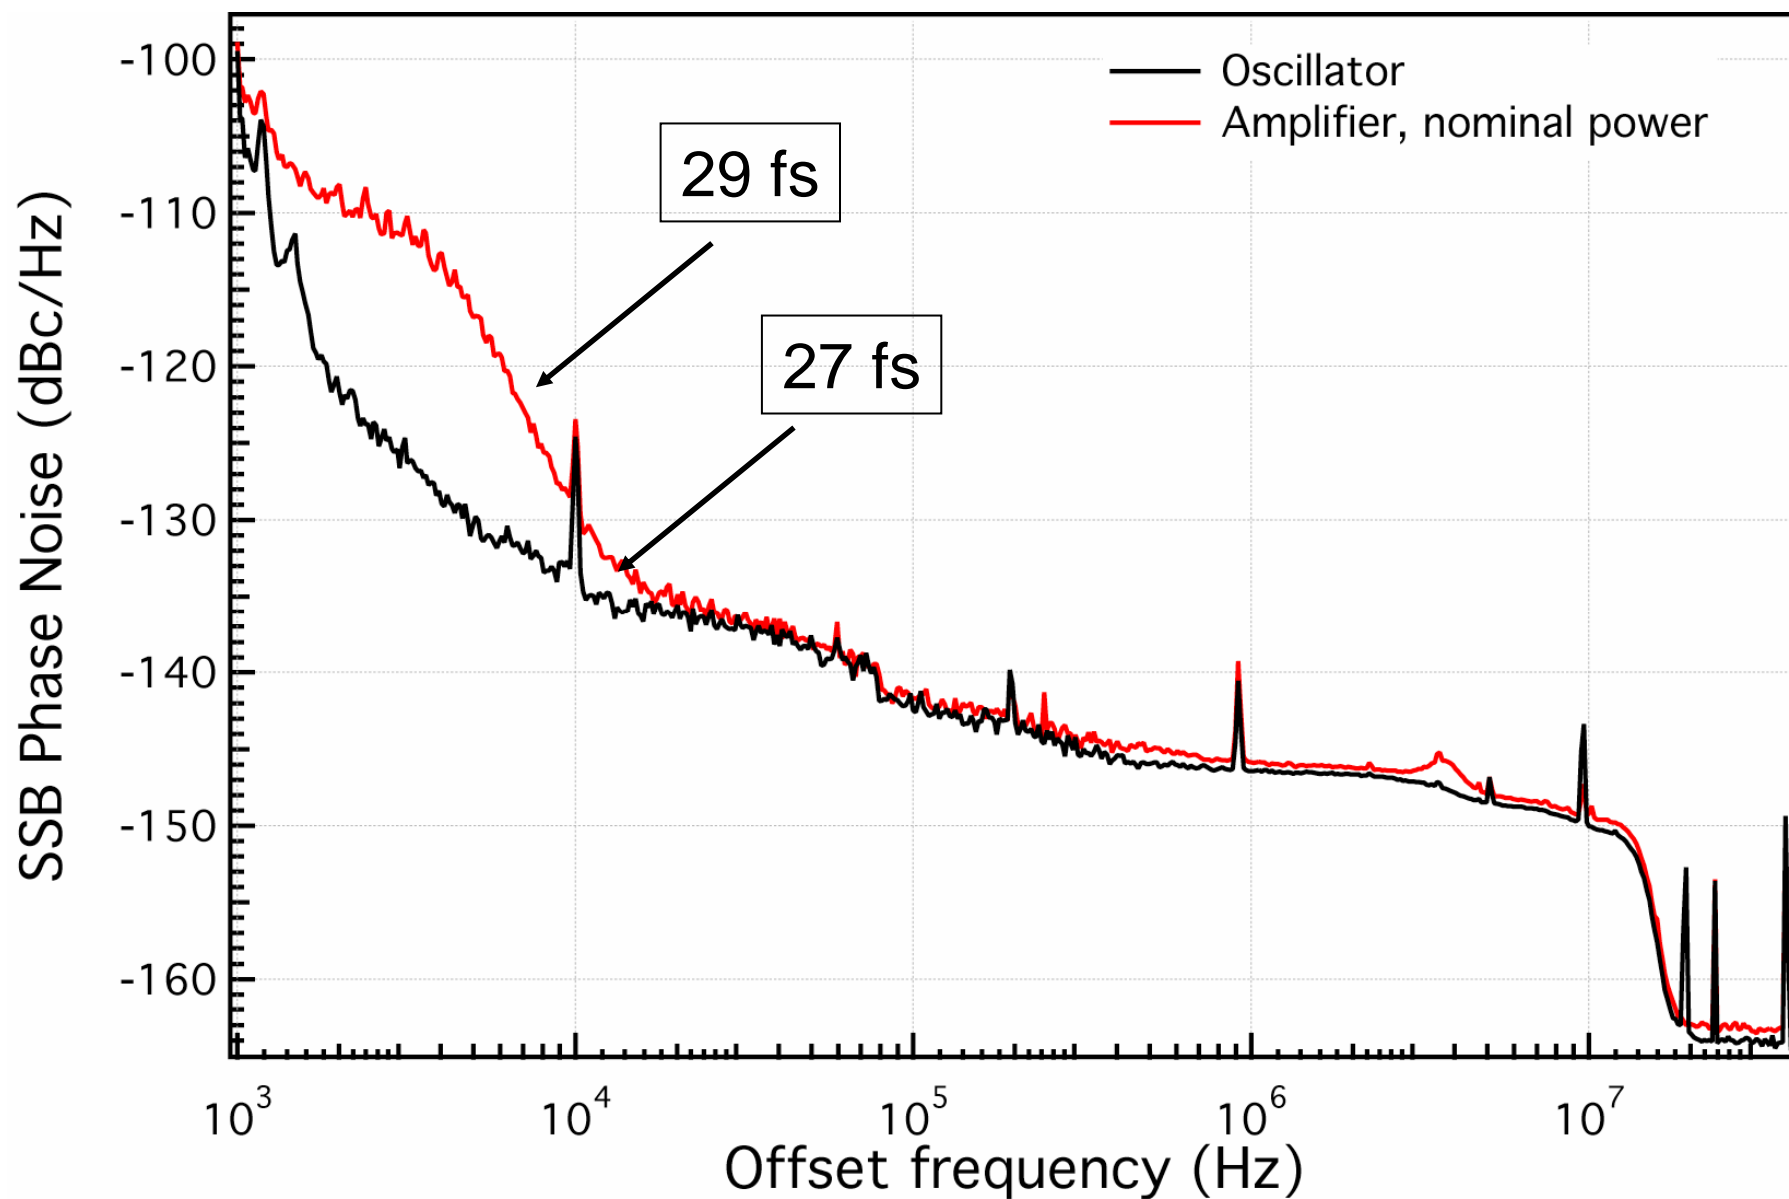 -100
-110
-120
-130
-140
-150
-160
SSB Phase Noise (dBc/Hz)
Oscillator
Amplifier, nominal power
29 fs
27 fs
10³ 10⁴ 10⁵ 10⁶ 10⁷
Offset frequency (Hz)